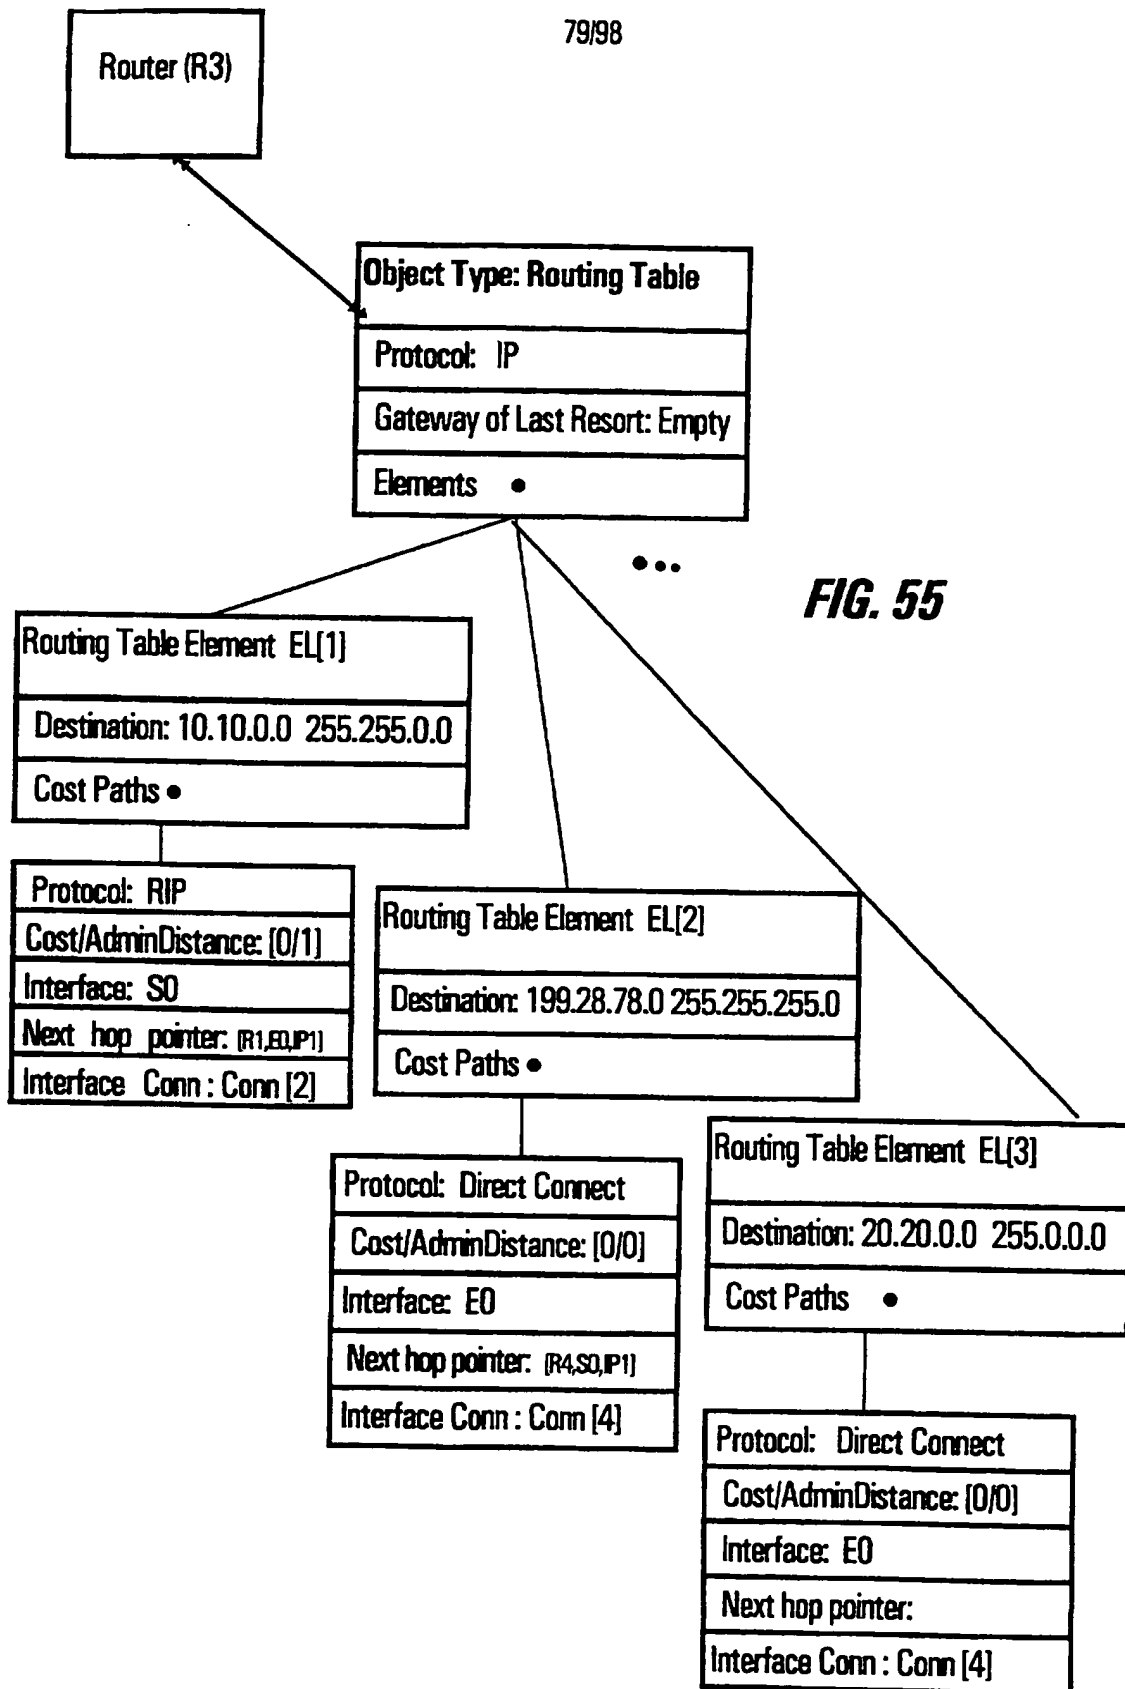 79/98
Router (R3)
Object Type: Routing Table
Protocol: IP
Gateway of Last Resort: Empty
Elements
FIG. 55
Routing Table Element EL[1]
Destination: 10.10.0.0 255.255.0.0
Cost Paths
Protocol: RIP
Cost/AdminDistance: [0/1]
Interface: S0
Next hop pointer: [R1,E0,IP1]
Interface Conn : Conn [2]
Routing Table Element EL[2]
Destination: 199.28.78.0 255.255.255.0
Cost Paths
Protocol: Direct Connect
Cost/AdminDistance: [0/0]
Interface: E0
Next hop pointer: [R4,S0,IP1]
Interface Conn : Conn [4]
Routing Table Element EL[3]
Destination: 20.20.0.0 255.0.0.0
Cost Paths
Protocol: Direct Connect
Cost/AdminDistance: [0/0]
Interface: E0
Next hop pointer:
Interface Conn : Conn [4]